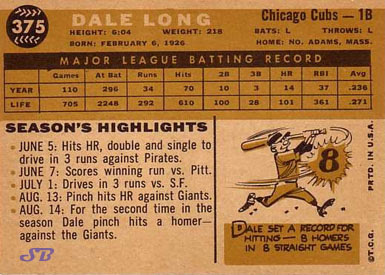 375
DALE LONG
Chicago Cubs — 1B
HEIGHT: 6:04 WEIGHT: 218 BATS: L THROWS: L
BORN: FEBRUARY 6, 1926 HOME: NO. ADAMS, MASS.
MAJOR LEAGUE BATTING RECORD
Games At Bat Runs Hits 2B 3B HR RBI Avg.
YEAR 110 296 34 70 10 3 14 37 .236
LIFE 705 2248 292 610 101 28 101 361 .271
SEASON'S HIGHLIGHTS
• JUNE 5: Hits HR, double and single to
drive in 3 runs against Pirates.
• JUNE 7: Scores winning run vs. Pitt.
• JULY 1: Drives in 3 runs vs. S.F.
• AUG. 13: Pinch hits HR against Giants.
• AUG. 14: For the second time in the
season Dale pinch hits a homer—
against the Giants.
SB
8
DALE SET A RECORD FOR
HITTING — 8 HOMERS
IN 8 STRAIGHT GAMES
©T.C.G. PRTD. IN U.S.A.